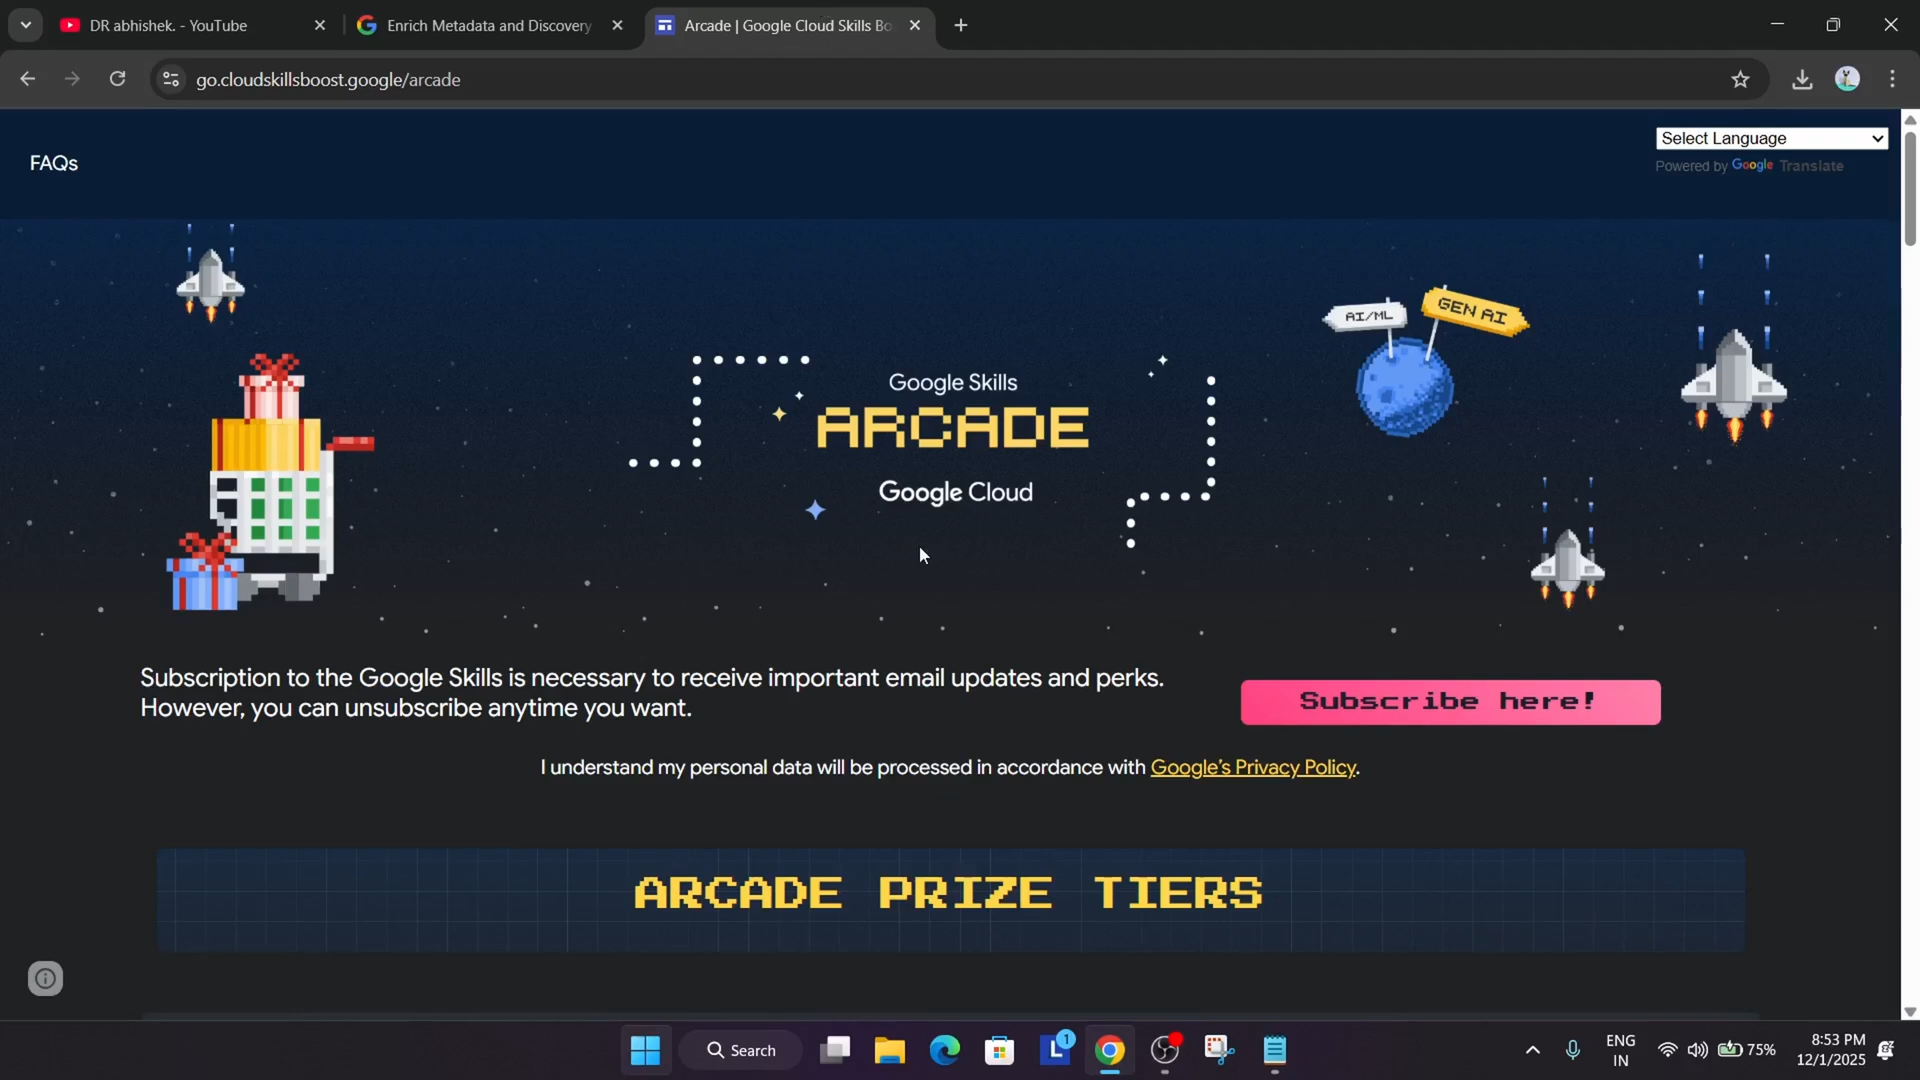 DR abhishek. - YouTube
Enrich Metadata and Discovery
Arcade | Google Cloud Skills Bo
go.cloudskillsboost.google/arcade
FAQs
Select Language
Powered by Google Translate
AI/ML
GEN AI
Google Skills
ARCADE
Google Cloud
Subscription to the Google Skills is necessary to receive important email updates and perks.
However, you can unsubscribe anytime you want.
Subscribe here!
I understand my personal data will be processed in accordance with Google's Privacy Policy.
ARCADE PRIZE TIERS
Search
L
1
ENG
IN
75%
8:53 PM
12/1/2025